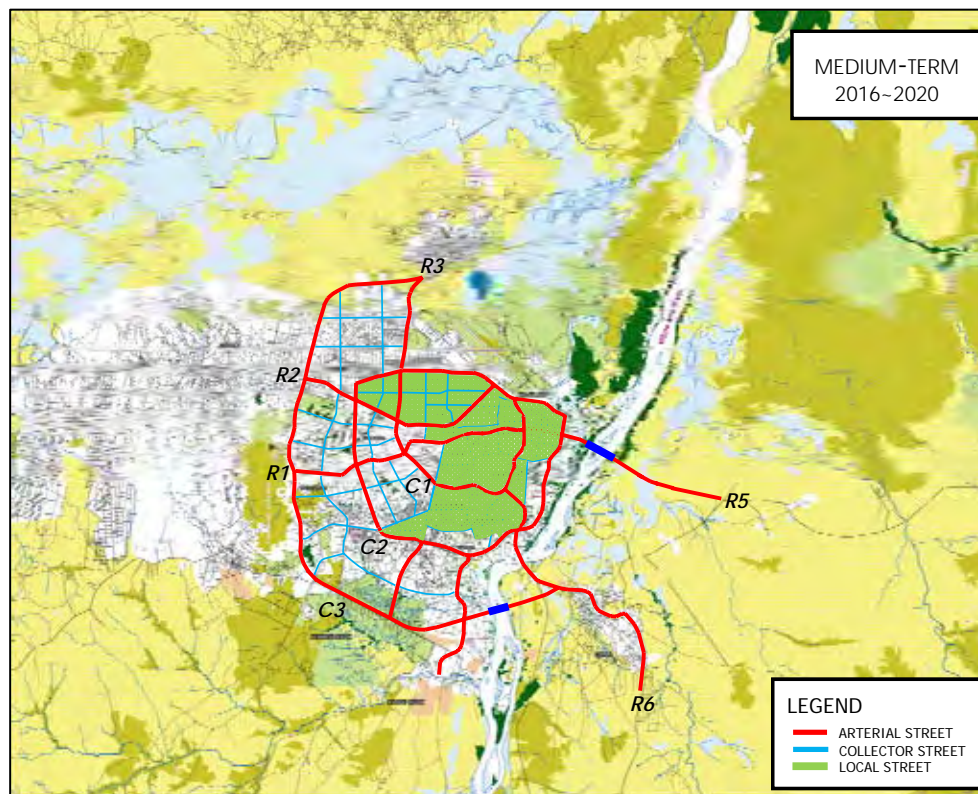 MEDIUM-TERM
2016~2020
R3
R2
R1
C1
R5
C2
C3
R6
LEGEND
ARTERIAL STREET
COLLECTOR STREET
LOCAL STREET